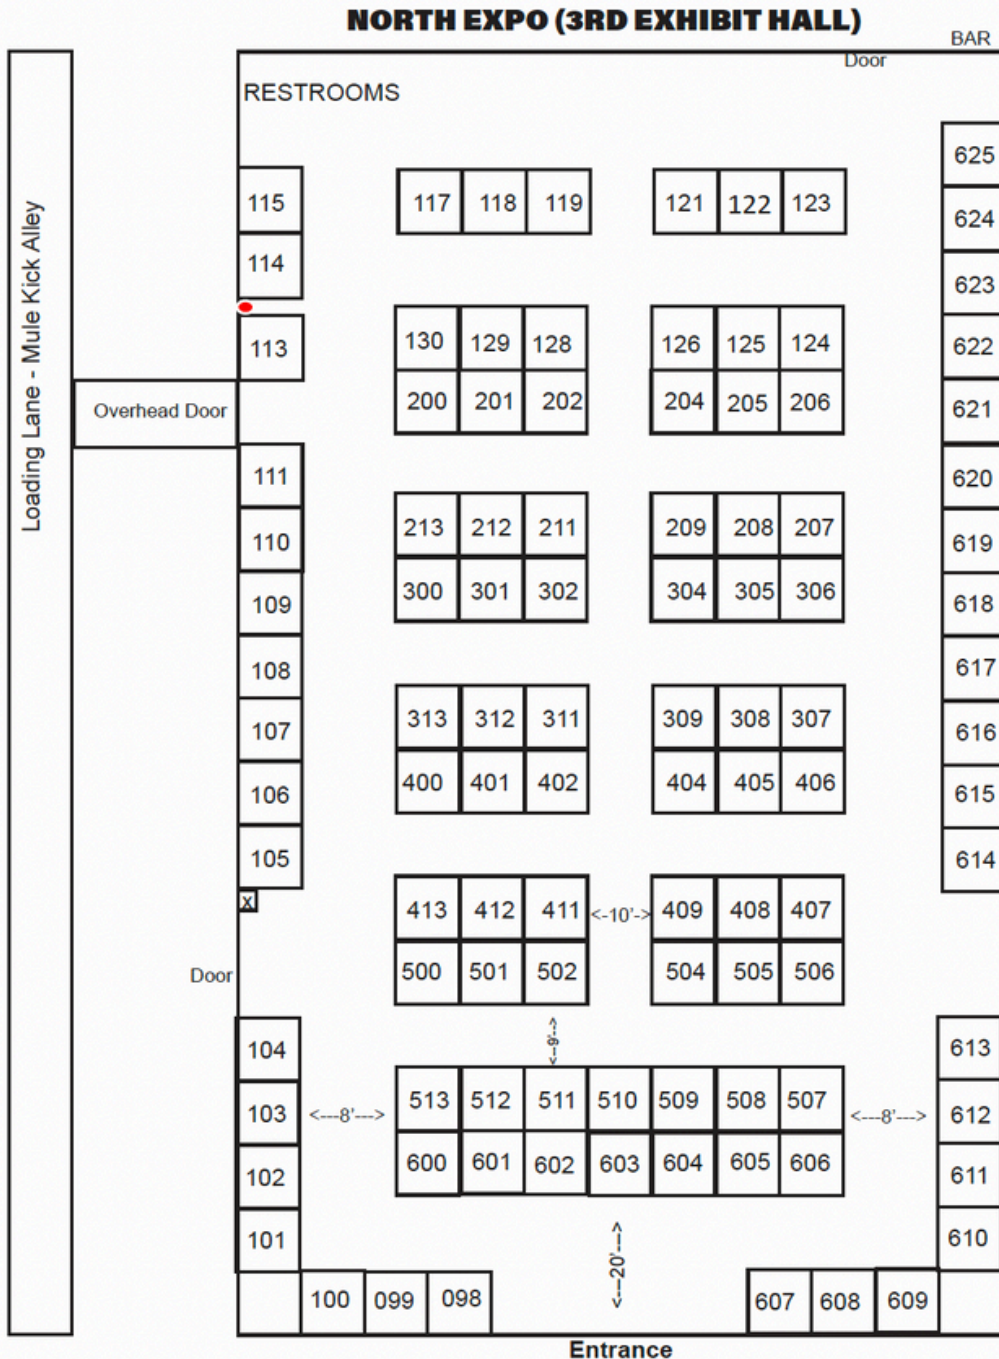 NORTH EXPO (3RD EXHIBIT HALL)
BAR
Door
RESTROOMS
Loading Lane - Mule Kick Alley
625
115 117 118 119 121 122 123
624
114
623
113 130 129 128 126 125 124 622
Overhead Door 200 201 202 204 205 206 621
111 620
110 213 212 211 209 208 207 619
109 300 301 302 304 305 306 618
108 617
107 313 312 311 309 308 307 616
106 400 401 402 404 405 406 615
105 614
X
413 412 411 <-10'-> 409 408 407
Door 500 501 502 504 505 506
<--9'-->
104 613
103 <---8'---> 513 512 511 510 509 508 507 <---8'---> 612
102 600 601 602 603 604 605 606 611
101 610
<---20'--->
100 099 098 607 608 609
Entrance